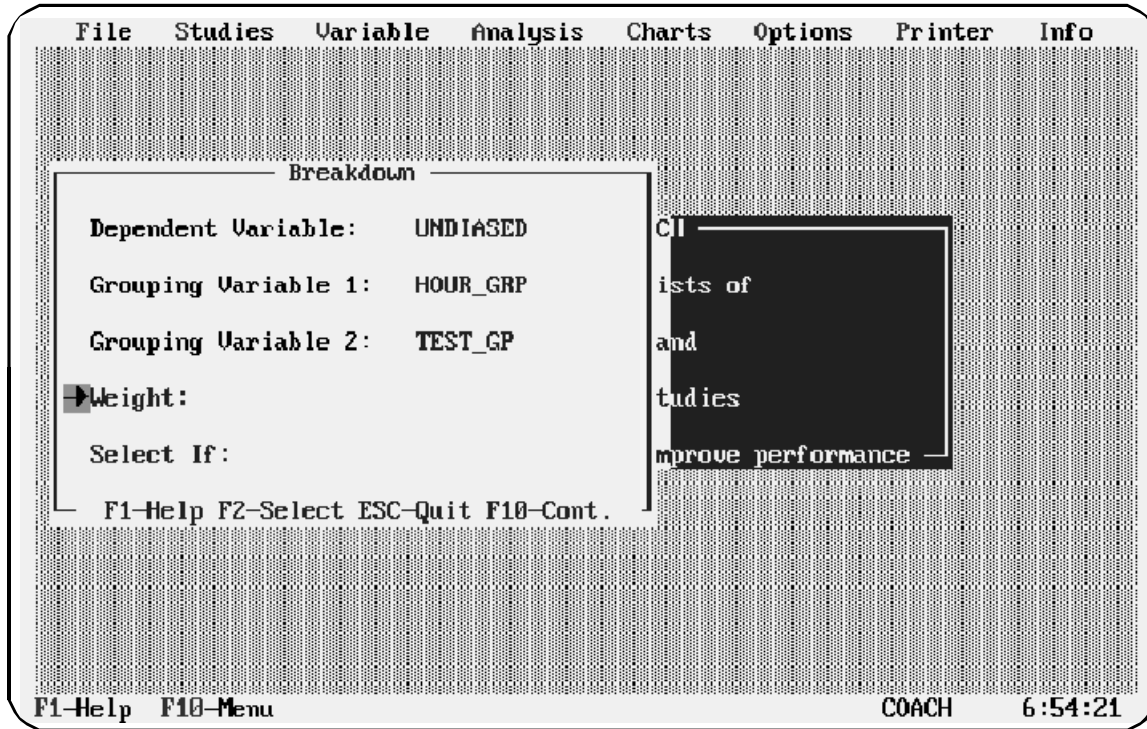 File Studies Variable Analysis Charts Options Printer Info
Breakdown
Dependent Variable: UNDIASED
Grouping Variable 1: HOUR_GRP
Grouping Variable 2: TEST_GP
Weight:
Select If:
F1-Help F2-Select ESC-Quit F10-Cont.
CH
ists of
and
tudies
mprove performance
F1-Help F10-Menu COACH 6:54:21